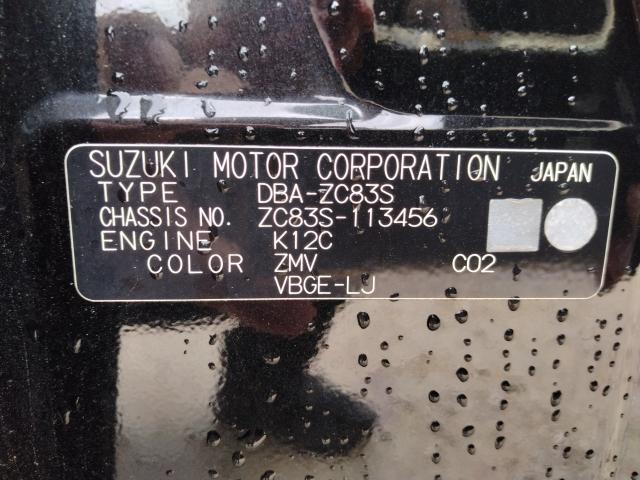 SUZUKI MOTOR CORPORATION JAPAN
TYPE DBA-ZC83S
CHASSIS NO. ZC83S-113456
ENGINE K12C
COLOR ZMV C02
VBGE-LJ